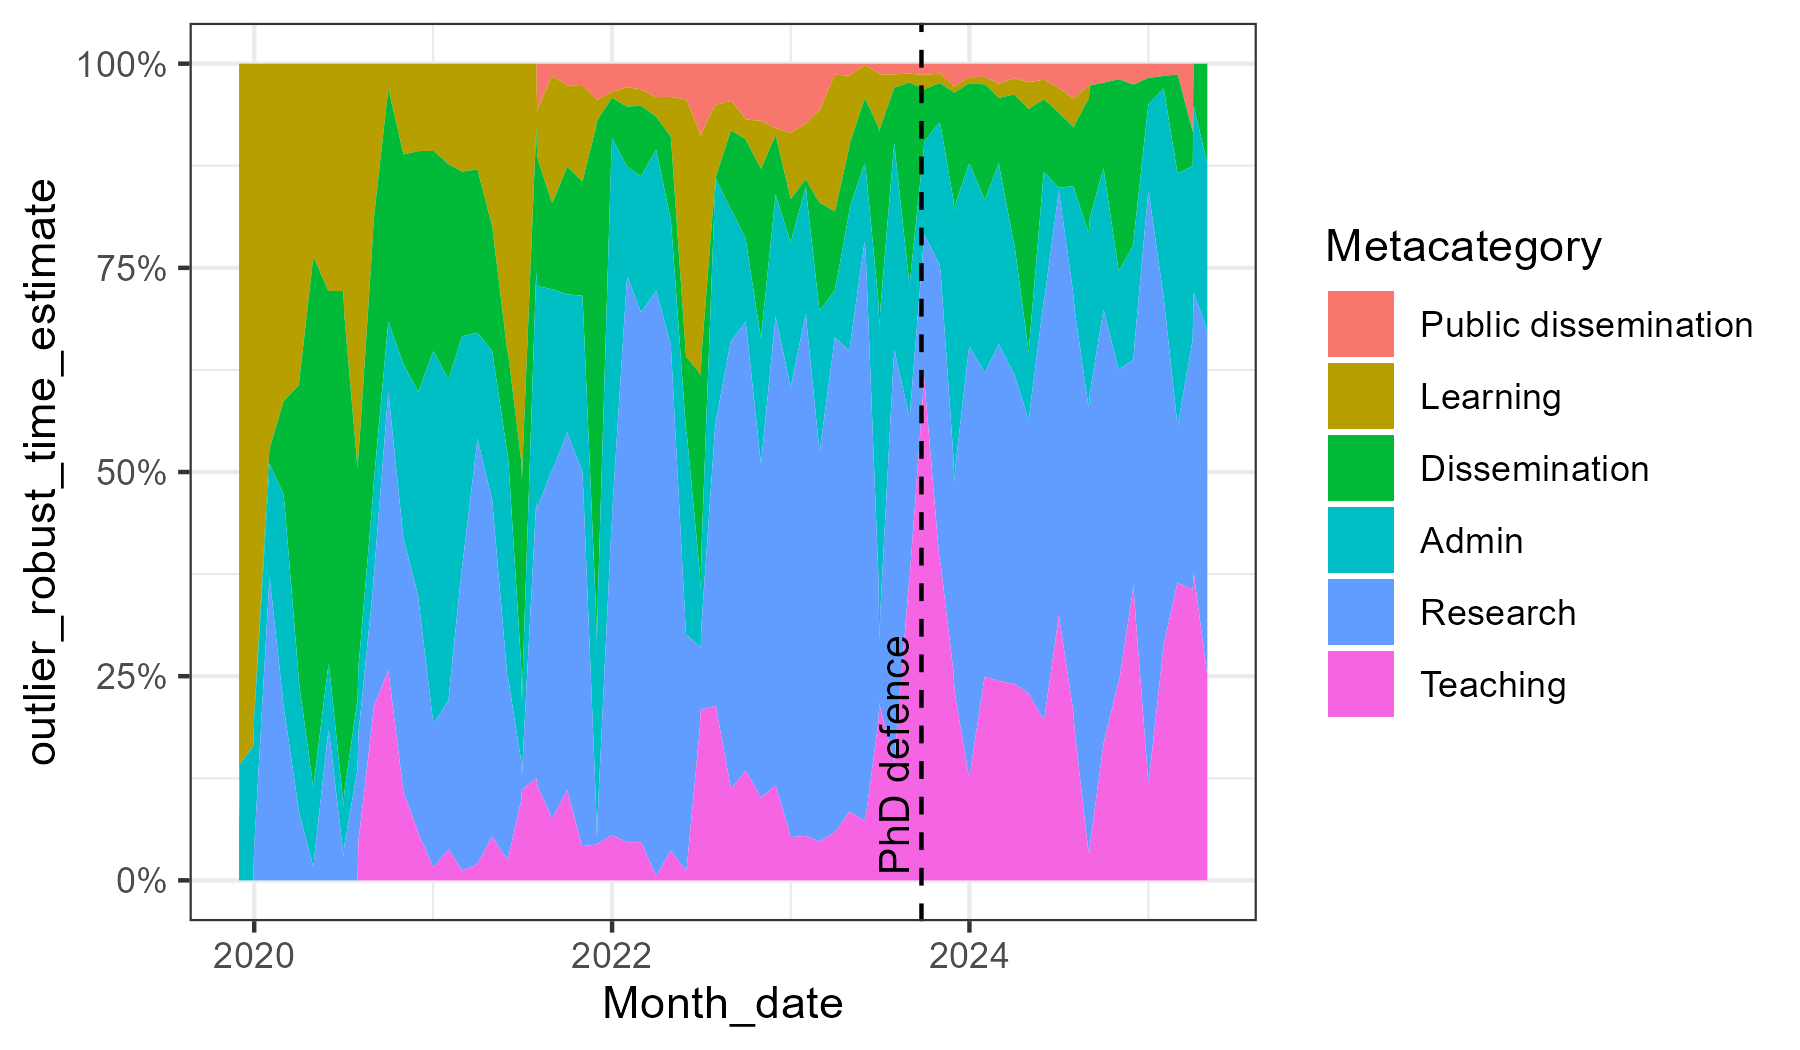 outlier_robust_time_estimate
100%
75%
50%
25%
0%
PhD defence
2020
2022
2024
Month_date
Metacategory
Public dissemination
Learning
Dissemination
Admin
Research
Teaching